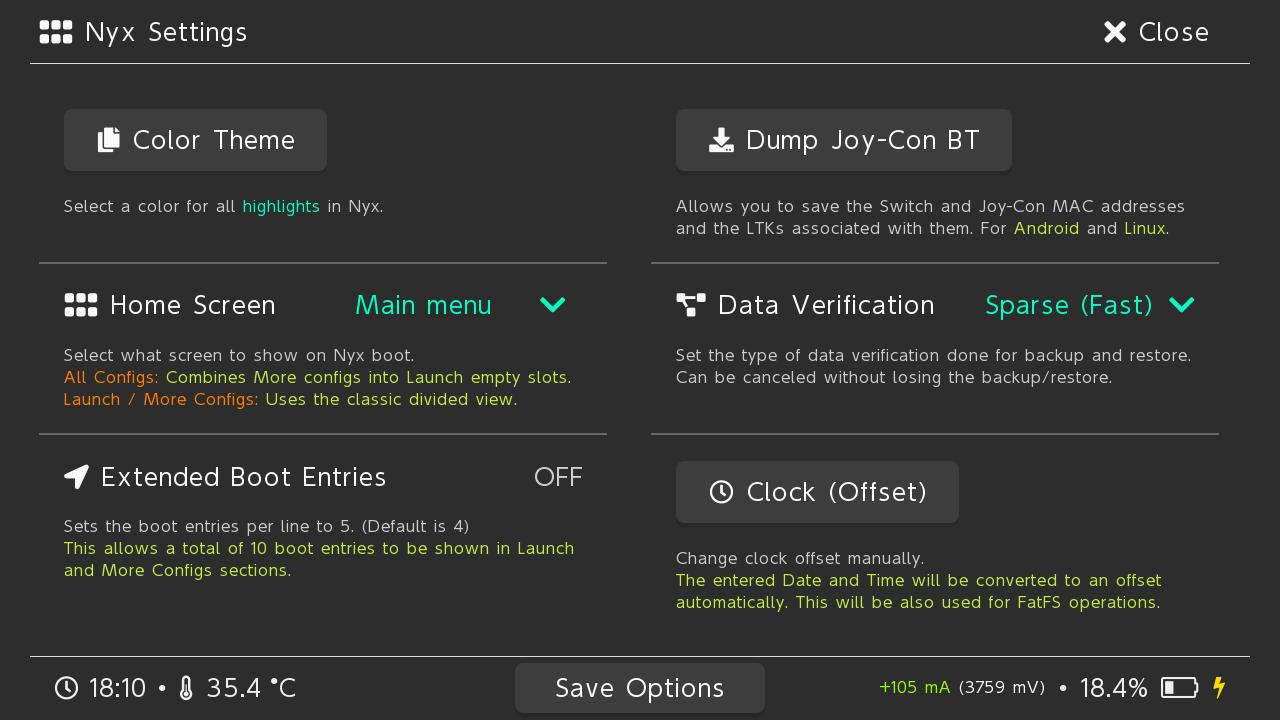 Nyx Settings
Close
Color Theme
Select a color for all highlights in Nyx.
Dump Joy-Con BT
Allows you to save the Switch and Joy-Con MAC addresses
and the LTKs associated with them. For Android and Linux.
Home Screen
Main menu
Select what screen to show on Nyx boot.
All Configs: Combines More configs into Launch empty slots.
Launch / More Configs: Uses the classic divided view.
Data Verification
Sparse (Fast)
Set the type of data verification done for backup and restore.
Can be canceled without losing the backup/restore.
Extended Boot Entries
OFF
Sets the boot entries per line to 5. (Default is 4)
This allows a total of 10 boot entries to be shown in Launch
and More Configs sections.
Clock (Offset)
Change clock offset manually.
The entered Date and Time will be converted to an offset
automatically. This will be also used for FatFS operations.
18:10 • 35.4 °C
Save Options
+105 mA (3759 mV) • 18.4%